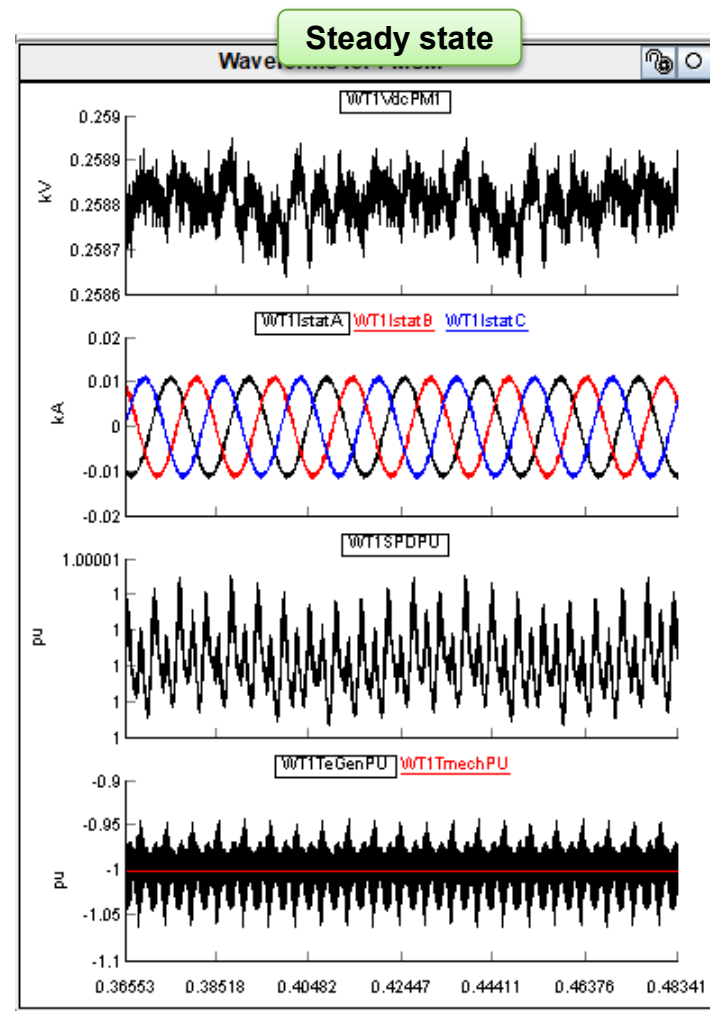 Steady state
WT1VdcPM1
0.259
0.2589
0.2588
0.2587
0.2586
kV
WT1IstatA WT1IstatB WT1IstatC
0.02
0.01
0
-0.01
-0.02
kA
WT1SPDPU
1.00001
1
1
1
1
1
pu
WT1TeGenPU WT1TmechPU
-0.9
-0.95
-1
-1.05
-1.1
pu
0.36553 0.38518 0.40482 0.42447 0.44411 0.46376 0.48341